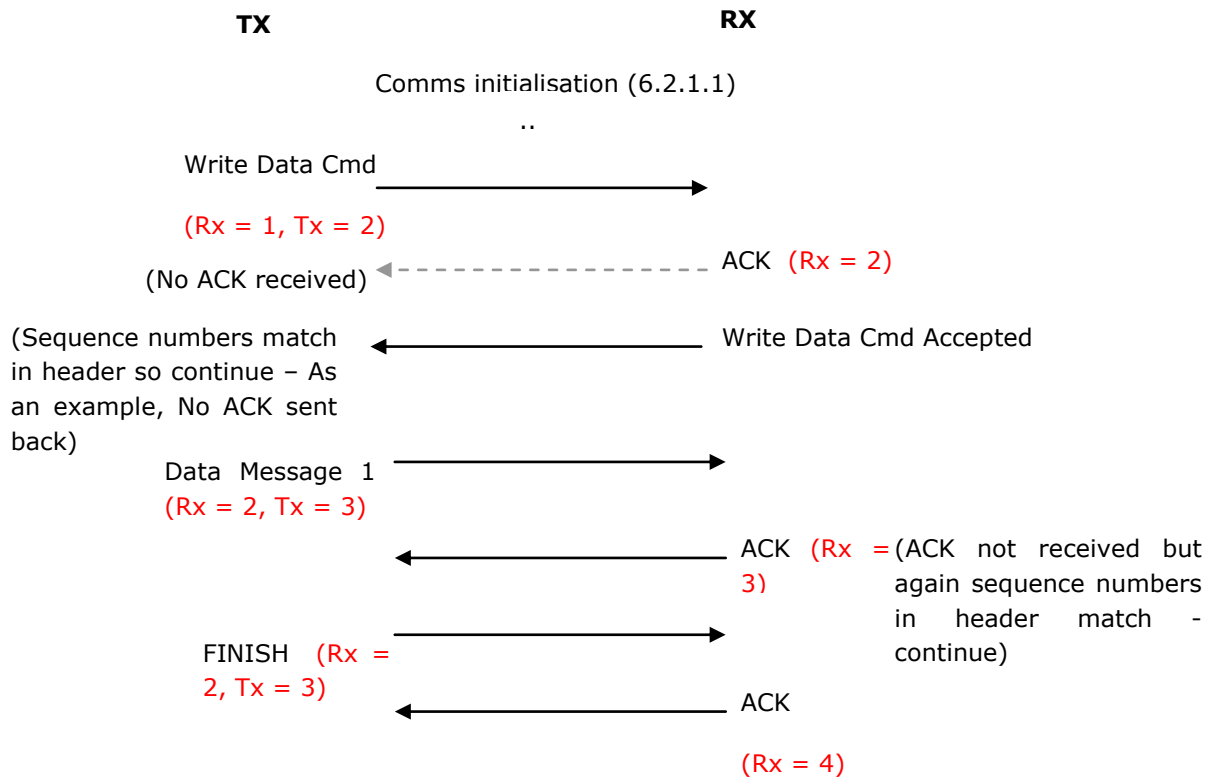 TX
RX
Comms initialisation (6.2.1.1)
..
Write Data Cmd
(Rx = 1, Tx = 2)
ACK (Rx = 2)
(No ACK received)
(Sequence numbers match
in header so continue – As
an example, No ACK sent
back)
Write Data Cmd Accepted
Data Message 1
(Rx = 2, Tx = 3)
ACK (Rx =
3)
(ACK not received but
again sequence numbers
in header match -
continue)
FINISH (Rx =
2, Tx = 3)
ACK
(Rx = 4)